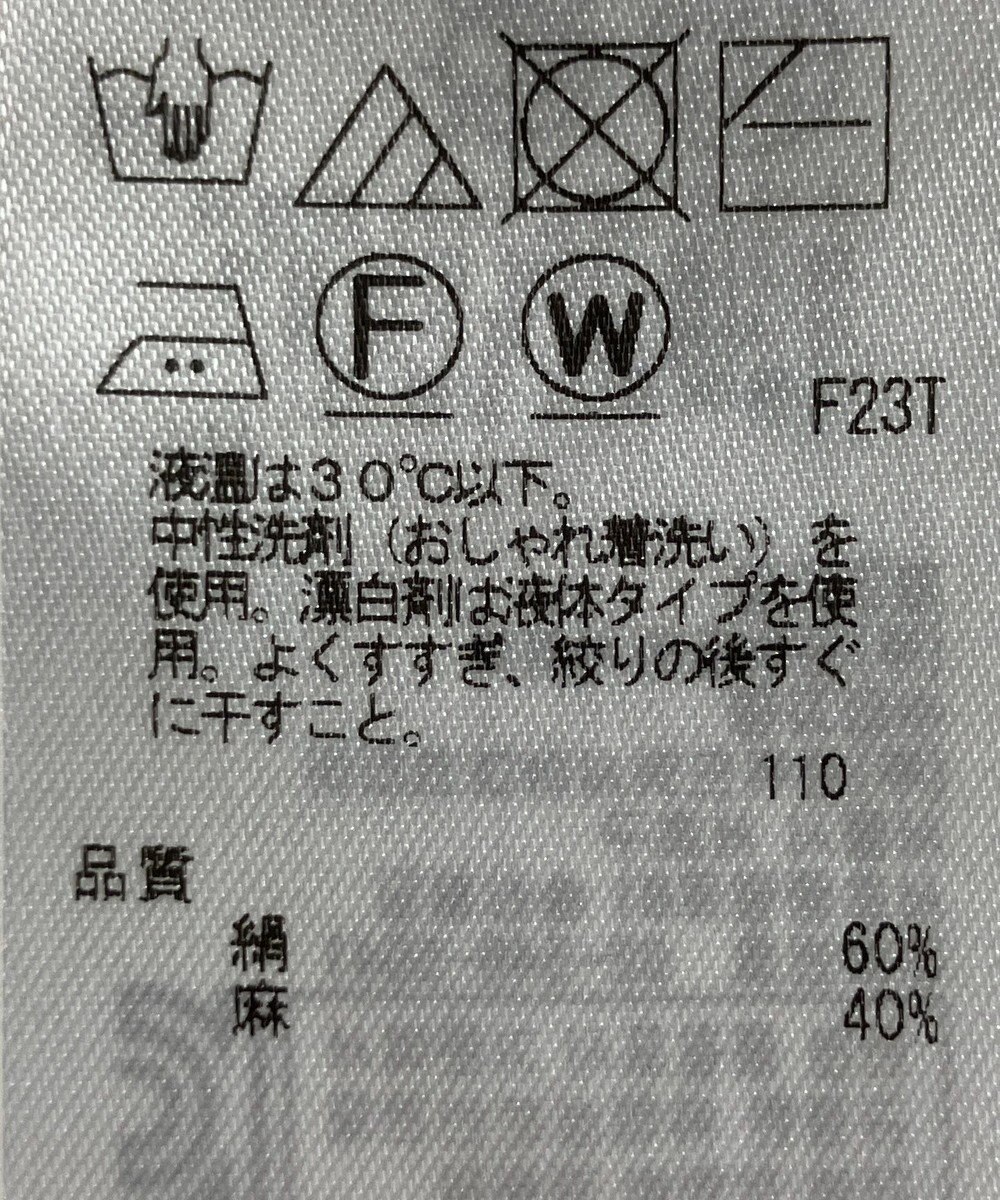 F
W
F23T
液温は30℃以下。
中性洗剤（おしゃれ着洗い）を
使用。漂白剤は液体タイプを使
用。よくすすぎ、絞りの後すぐ
に干すこと。
110
品質
綿 60%
麻 40%